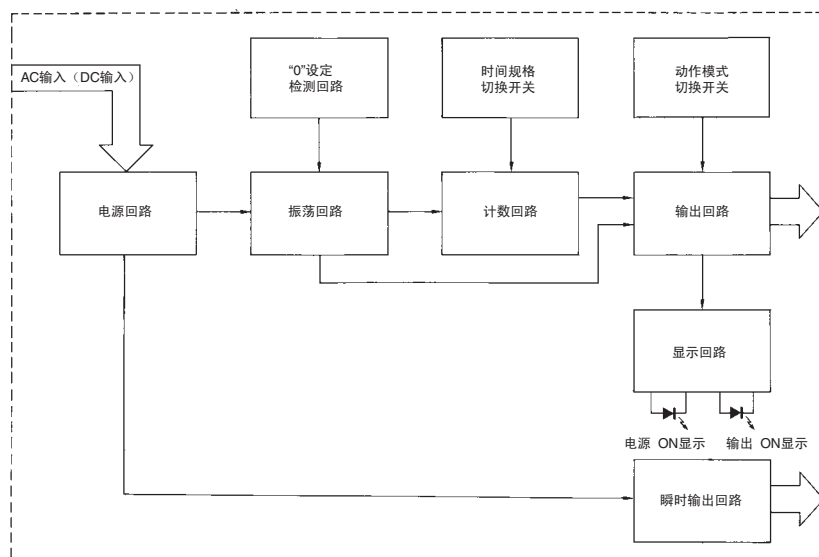 AC输入（DC输入）
“0”设定
检测回路
时间规格
切换开关
动作模式
切换开关
电源回路
振荡回路
计数回路
输出回路
显示回路
电源 ON显示
输出 ON显示
瞬时输出回路